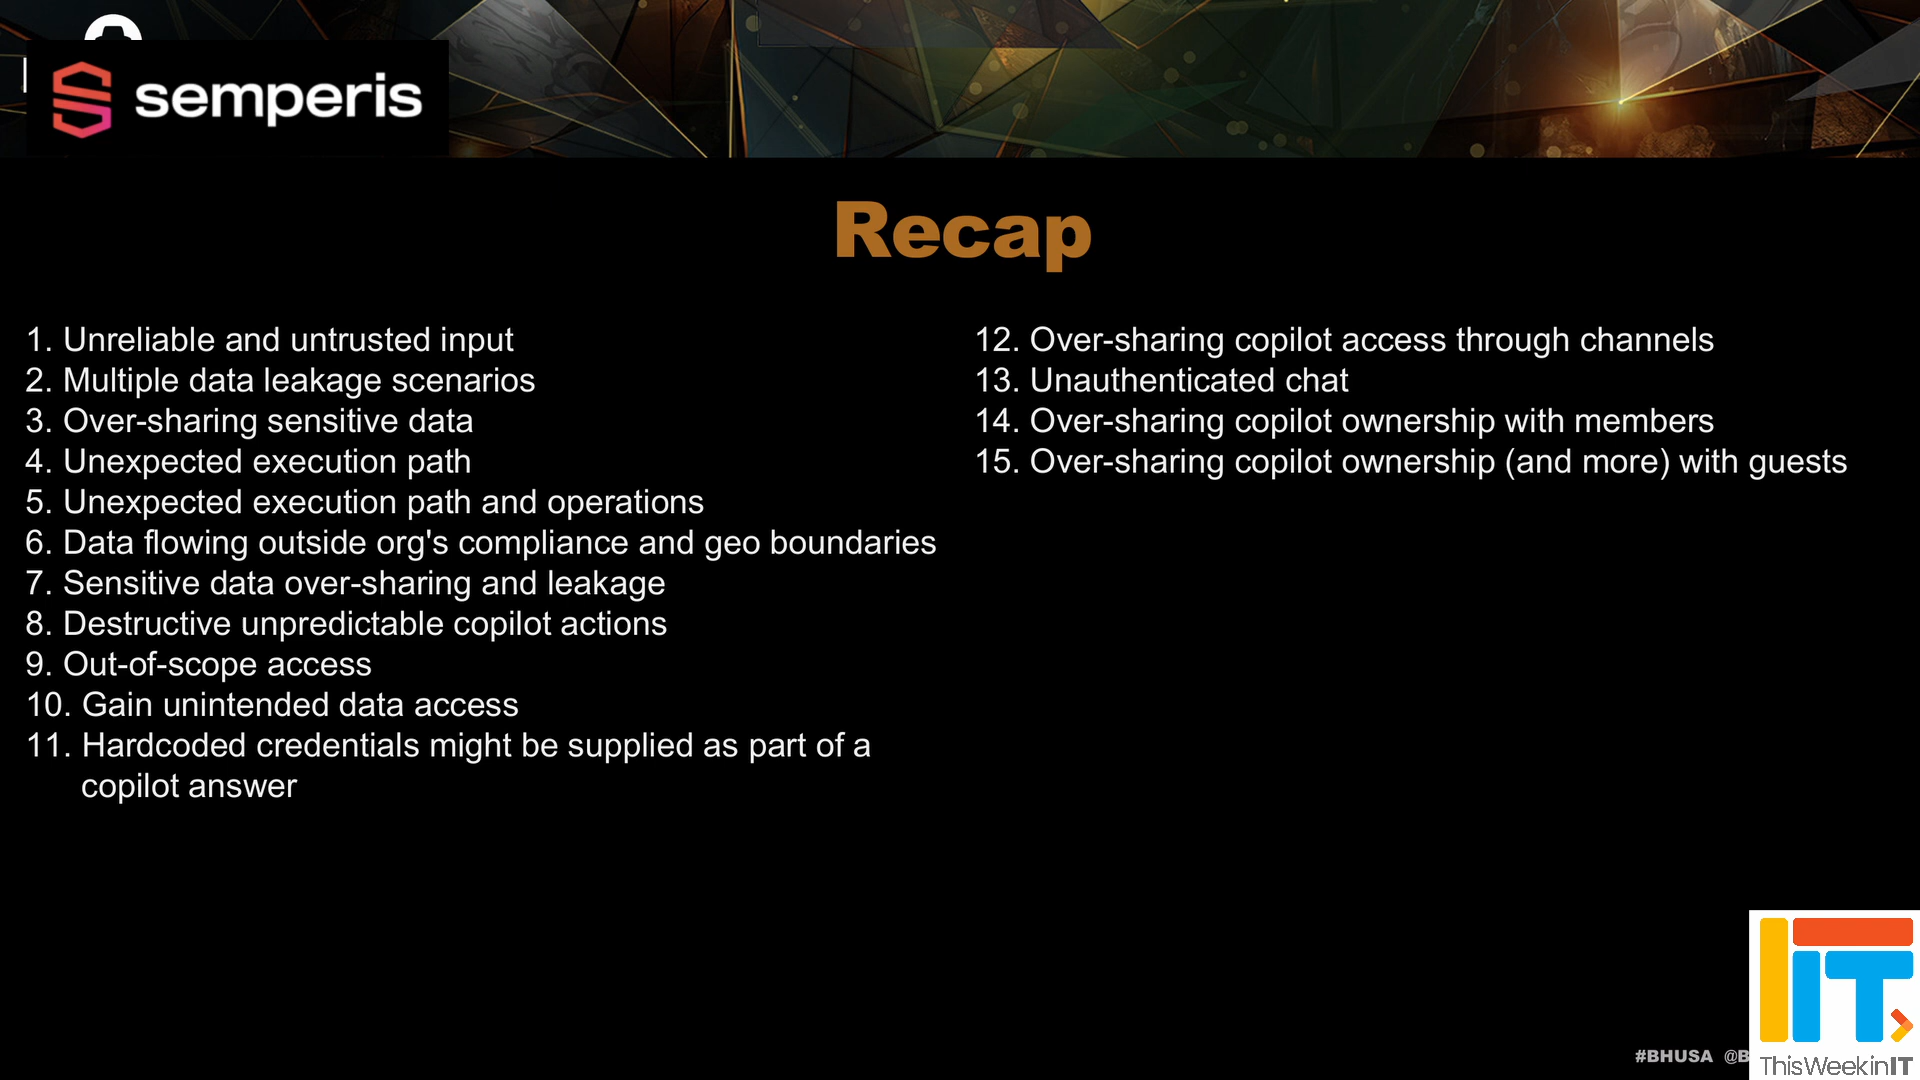 semperis
Recap
1. Unreliable and untrusted input
2. Multiple data leakage scenarios
3. Over-sharing sensitive data
4. Unexpected execution path
5. Unexpected execution path and operations
6. Data flowing outside org's compliance and geo boundaries
7. Sensitive data over-sharing and leakage
8. Destructive unpredictable copilot actions
9. Out-of-scope access
10. Gain unintended data access
11. Hardcoded credentials might be supplied as part of a
copilot answer
12. Over-sharing copilot access through channels
13. Unauthenticated chat
14. Over-sharing copilot ownership with members
15. Over-sharing copilot ownership (and more) with guests
#BHUSA
IT
ThisWeekinIT